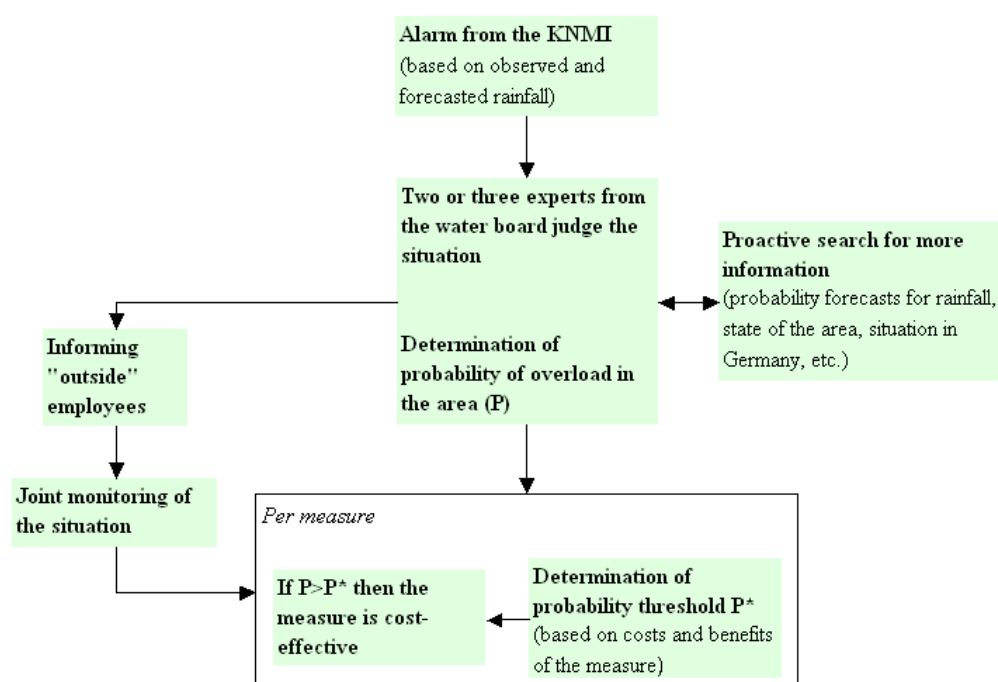 Alarm from the KNMI
(based on observed and
forecasted rainfall)
Two or three experts from
the water board judge the
situation
Proactive search for more
information
(probability forecasts for rainfall,
state of the area, situation in
Germany, etc.)
Determination of
probability of overload in
the area (P)
Informing
"outside"
employees
Joint monitoring of
the situation
Per measure
If P>P* then the
measure is cost-
effective
Determination of
probability threshold P*
(based on costs and benefits
of the measure)